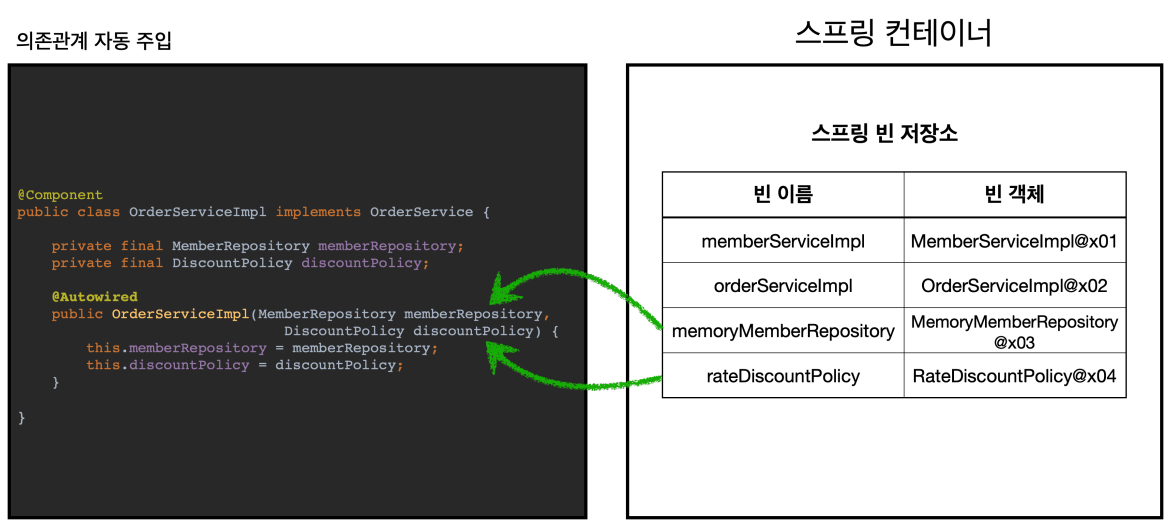 의존관계 자동 주입
@Component
public class OrderServiceImpl implements OrderService {
private final MemberRepository memberRepository;
private final DiscountPolicy discountPolicy;
@Autowired
public OrderServiceImpl(MemberRepository memberRepository,
DiscountPolicy discountPolicy) {
this.memberRepository = memberRepository;
this.discountPolicy = discountPolicy;
}
}
스프링 컨테이너
스프링 빈 저장소
빈 이름 빈 객체
memberServiceImpl MemberServiceImpl@x01
orderServiceImpl OrderServiceImpl@x02
memoryMemberRepository MemoryMemberRepository
@x03
rateDiscountPolicy RateDiscountPolicy@x04